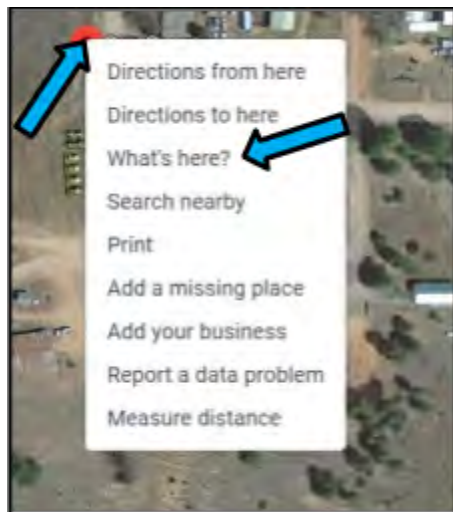 Directions from here
Directions to here
What's here?
Search nearby
Print
Add a missing place
Add your business
Report a data problem
Measure distance